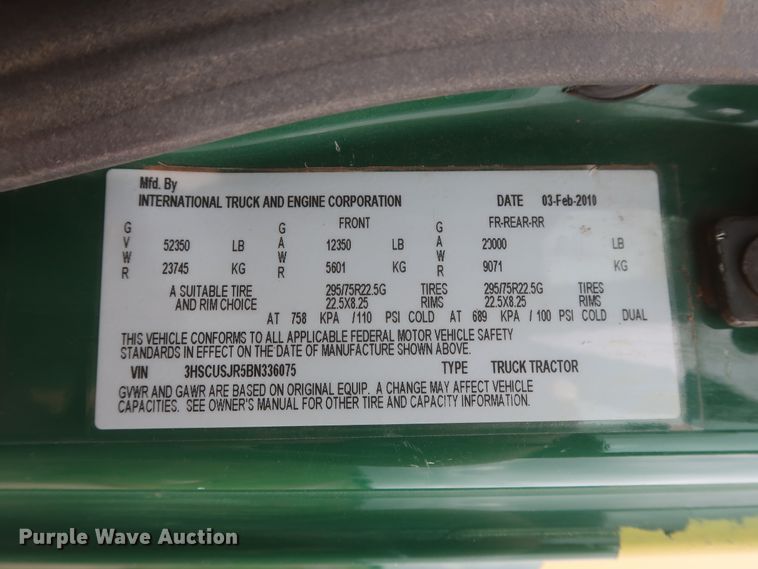 Mfd. By
INTERNATIONAL TRUCK AND ENGINE CORPORATION DATE 03-Feb-2010
GVWR 52350 LB 23745 KG
GAWR FRONT 12350 LB 5601 KG
GAWR FR-REAR-RR 23000 LB 9071 KG
A SUITABLE TIRE 295/75R22.5G TIRES 295/75R22.5G TIRES
AND RIM CHOICE 22.5X8.25 RIMS 22.5X8.25 RIMS
AT 758 KPA /110 PSI COLD AT 689 KPA / 100 PSI COLD DUAL
THIS VEHICLE CONFORMS TO ALL APPLICABLE FEDERAL MOTOR VEHICLE SAFETY
STANDARDS IN EFFECT ON THE DATE OF MANUFACTURE SHOWN ABOVE.
VIN 3HSCUSJR5BN336075 TYPE TRUCK TRACTOR
GVWR AND GAWR ARE BASED ON ORIGINAL EQUIP. A CHANGE MAY AFFECT VEHICLE
CAPACITIES. SEE OWNER'S MANUAL FOR OTHER TIRE AND CAPACITY INFORMATION.
Purple Wave Auction